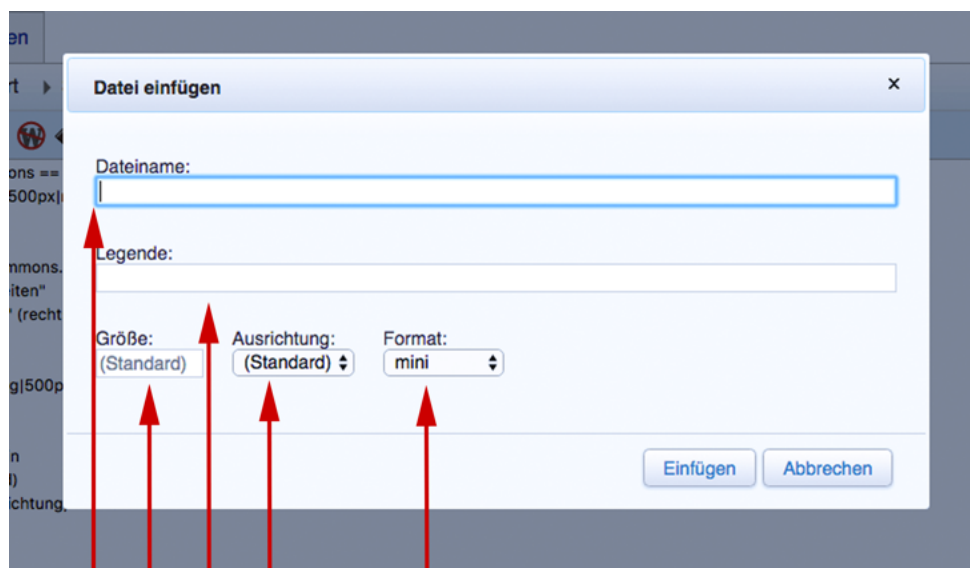 en
rt
Datei einfügen
×
W
ons ==
500px|
Dateiname:
mmons.
Legende:
iten"
" (recht
Größe: Ausrichtung: Format:
(Standard) (Standard) mini
g|500p
n
Einfügen Abbrechen
l)
ichtung